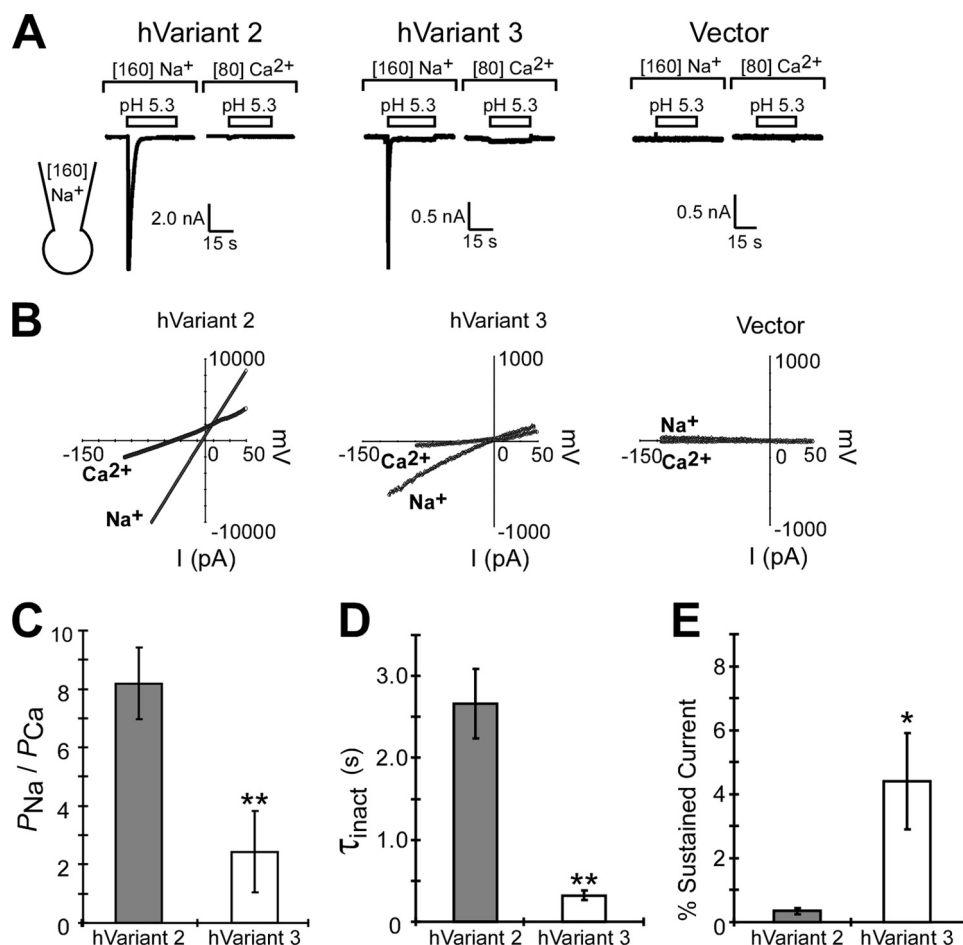 A
hVariant 2 hVariant 3 Vector
[160] Na+ [80] Ca2+ [160] Na+ [80] Ca2+ [160] Na+ [80] Ca2+
pH 5.3 pH 5.3 pH 5.3 pH 5.3 pH 5.3 pH 5.3
[160]
Na+
2.0 nA 0.5 nA 0.5 nA
15 s 15 s 15 s
B
hVariant 2 hVariant 3 Vector
10000 1000 1000
-150 0 50 mV -150 0 50 mV -150 0 50 mV
Ca2+ Na+ Ca2+ Na+ Na+ Ca2+
-10000 -1000 -1000
I (pA) I (pA) I (pA)
C
PNa / PCa
10
8
6
4
2
0
**
hVariant 2 hVariant 3
D
τinact (s)
3.0
2.0
1.0
0
**
hVariant 2 hVariant 3
E
% Sustained Current
8
6
4
2
0
*
hVariant 2 hVariant 3